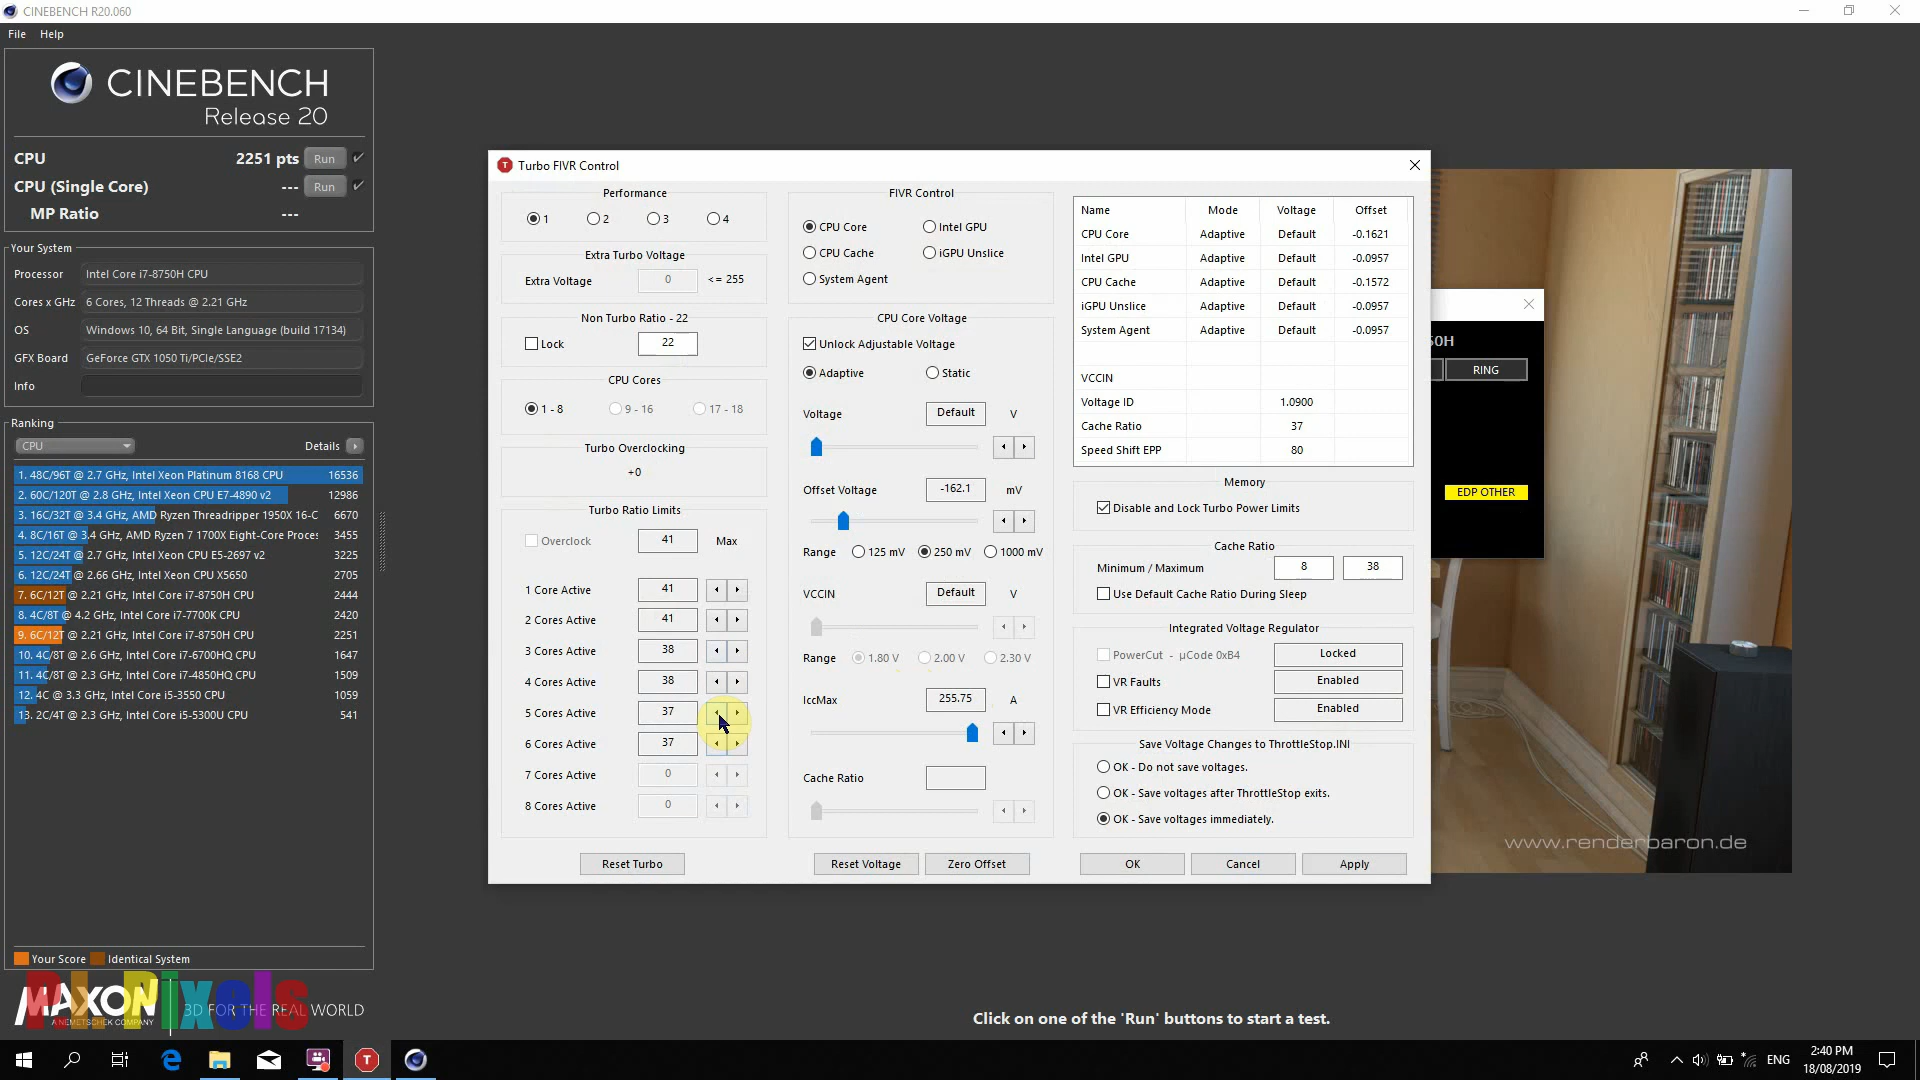 CINEBENCH R20.060
File Help
CINEBENCH
Release 20
CPU 2251 pts Run
CPU (Single Core) --- Run
MP Ratio ---
Your System
Processor Intel Core i7-8750H CPU
Cores x GHz 6 Cores, 12 Threads @ 2.21 GHz
OS Windows 10, 64 Bit, Single Language (build 17134)
GFX Board GeForce GTX 1050 Ti/PCIe/SSE2
Info
Ranking
CPU Details
1. 48C/96T @ 2.7 GHz, Intel Xeon Platinum 8168 CPU 16536
2. 60C/120T @ 2.8 GHz, Intel Xeon CPU E7-4890 v2 12986
3. 16C/32T @ 3.4 GHz, AMD Ryzen Threadripper 1950X 16-C 6670
4. 8C/16T @ 3.4 GHz, AMD Ryzen 7 1700X Eight-Core Proces 3455
5. 12C/24T @ 2.7 GHz, Intel Xeon CPU E5-2697 v2 3225
6. 12C/24T @ 2.66 GHz, Intel Xeon CPU X5650 2705
7. 6C/12T @ 2.21 GHz, Intel Core i7-8750H CPU 2444
8. 4C/8T @ 4.2 GHz, Intel Core i7-7700K CPU 2420
9. 6C/12T @ 2.21 GHz, Intel Core i7-8750H CPU 2251
10. 4C/8T @ 2.6 GHz, Intel Core i7-6700HQ CPU 1647
11. 4C/8T @ 2.3 GHz, Intel Core i7-4850HQ CPU 1509
12. 4C @ 3.3 GHz, Intel Core i5-3550 CPU 1059
13. 2C/4T @ 2.3 GHz, Intel Core i5-5300U CPU 541
Your Score Identical System
MAXON
A NEMETSCHEK COMPANY
3D FOR THE REAL WORLD
Pixols
Turbo FIVR Control
Performance
1 2 3 4
Extra Turbo Voltage
Extra Voltage 0 <= 255
Non Turbo Ratio - 22
Lock 22
CPU Cores
1 - 8 9 - 16 17 - 18
Turbo Overclocking
+0
Turbo Ratio Limits
Overclock 41 Max
1 Core Active 41
2 Cores Active 41
3 Cores Active 38
4 Cores Active 38
5 Cores Active 37
6 Cores Active 37
7 Cores Active 0
8 Cores Active 0
Reset Turbo
FIVR Control
CPU Core Intel GPU
CPU Cache iGPU Unslice
System Agent
CPU Core Voltage
Unlock Adjustable Voltage
Adaptive Static
Voltage Default V
Offset Voltage -162.1 mV
Range 125 mV 250 mV 1000 mV
VCCIN Default V
Range 1.80 V 2.00 V 2.30 V
IccMax 255.75 A
Cache Ratio
Reset Voltage Zero Offset
Name Mode Voltage Offset
CPU Core Adaptive Default -0.1621
Intel GPU Adaptive Default -0.0957
CPU Cache Adaptive Default -0.1572
iGPU Unslice Adaptive Default -0.0957
System Agent Adaptive Default -0.0957
VCCIN
Voltage ID 1.0900
Cache Ratio 37
Speed Shift EPP 80
Memory
Disable and Lock Turbo Power Limits
Cache Ratio
Minimum / Maximum 8 38
Use Default Cache Ratio During Sleep
Integrated Voltage Regulator
PowerCut - µCode 0xB4 Locked
VR Faults Enabled
VR Efficiency Mode Enabled
Save Voltage Changes to ThrottleStop.INI
OK - Do not save voltages.
OK - Save voltages after ThrottleStop exits.
OK - Save voltages immediately.
OK Cancel Apply
50H
RING
EDP OTHER
www.renderbaron.de
Click on one of the 'Run' buttons to start a test.
ENG
2:40 PM
18/08/2019